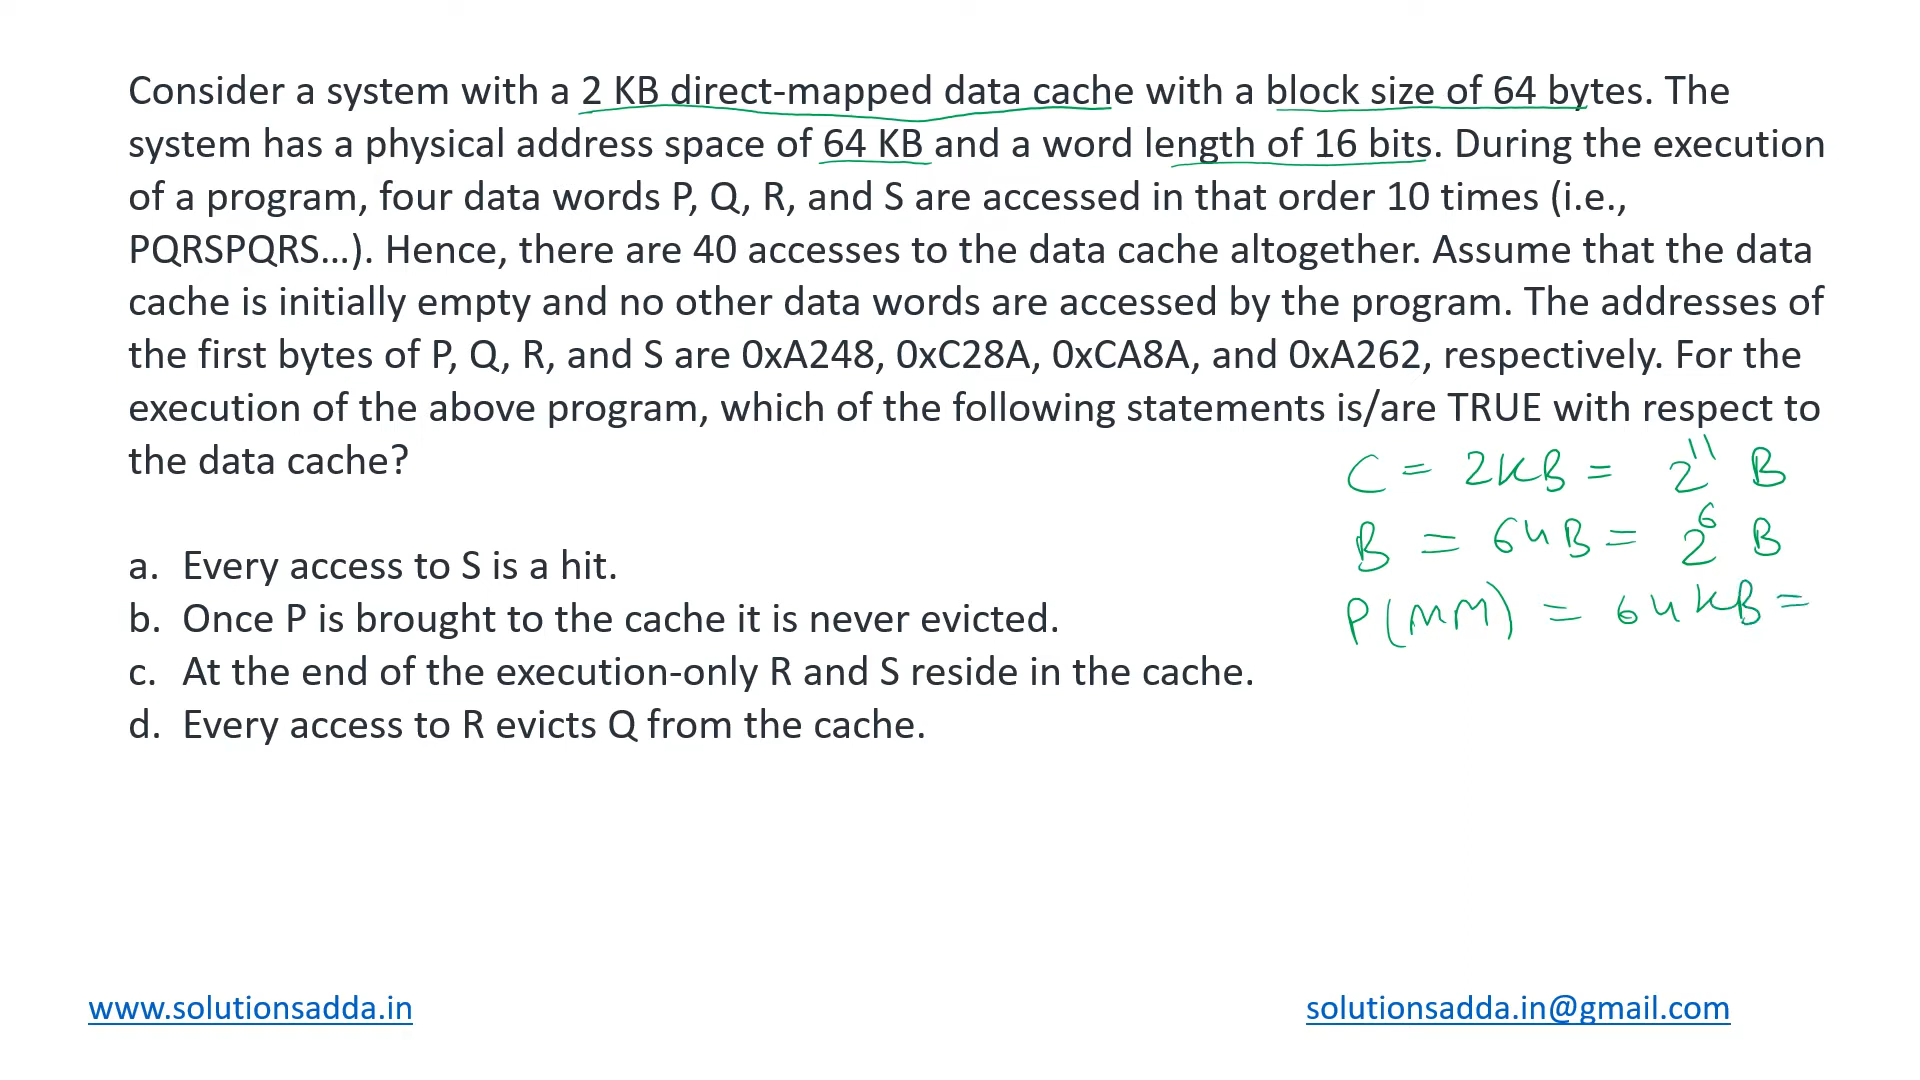 Consider a system with a 2 KB direct-mapped data cache with a block size of 64 bytes. The
system has a physical address space of 64 KB and a word length of 16 bits. During the execution
of a program, four data words P, Q, R, and S are accessed in that order 10 times (i.e.,
PQRSPQRS...). Hence, there are 40 accesses to the data cache altogether. Assume that the data
cache is initially empty and no other data words are accessed by the program. The addresses of
the first bytes of P, Q, R, and S are 0xA248, 0xC28A, 0xCA8A, and 0xA262, respectively. For the
execution of the above program, which of the following statements is/are TRUE with respect to
the data cache?
C = 2KB = 2^11 B
B = 64B = 2^6 B
P(MM) = 64KB =
a. Every access to S is a hit.
b. Once P is brought to the cache it is never evicted.
c. At the end of the execution-only R and S reside in the cache.
d. Every access to R evicts Q from the cache.
www.solutionsadda.in
solutionsadda.in@gmail.com